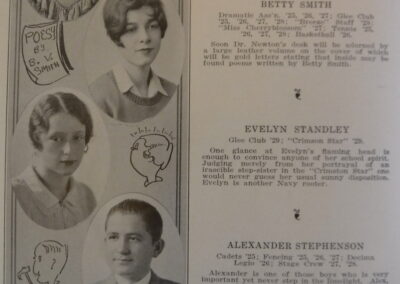 POESY
BY
B. V.
SMITH
BETTY SMITH
Dramatic Ass'n. '25, '26, '27; Glee Club
'25, '26, '27, '28; "Breeze" Staff '25;
"Miss Cherryblossom" '27; Tennis '25,
'26, '27, '28; Basketball '26.
Soon Dr. Newton's desk will be adorned by
a large leather volume on the cover of which
will be gold letters stating that inside may be
found poems written by Betty Smith.
EVELYN STANDLEY
Glee Club '29; "Crimson Star" '29.
One glance at Evelyn's flaming head is
enough to convince anyone of her school spirit.
Judging merely from her portrayal of an
irascible step-sister in the "Crimston Star" one
would never guess her usual sunny disposition.
Evelyn is another Navy rooter.
ALEXANDER STEPHENSON
Cadets '25; Fencing '25, '26, '27; Decima
Legio '26; Stage Crew '27, '28.
Alexander is one of those boys who is very
important yet never step in the limelight. Alex,